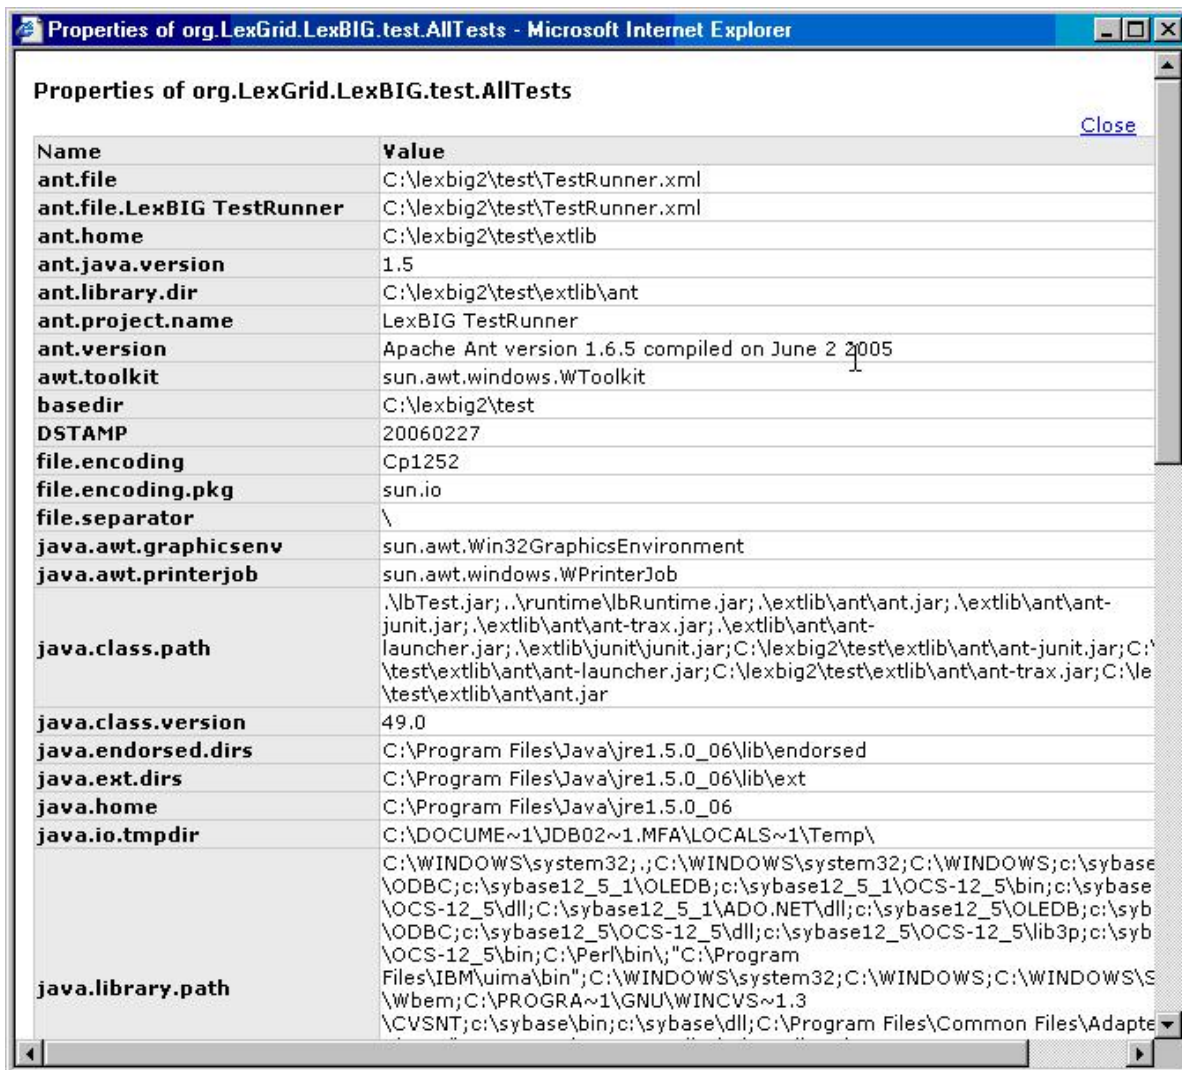 Properties of org.LexGrid.LexBIG.test.AllTests - Microsoft Internet Explorer
Properties of org.LexGrid.LexBIG.test.AllTests
Close
Name Value
ant.file C:\lexbig2\test\TestRunner.xml
ant.file.LexBIG TestRunner C:\lexbig2\test\TestRunner.xml
ant.home C:\lexbig2\test\extlib
ant.java.version 1.5
ant.library.dir C:\lexbig2\test\extlib\ant
ant.project.name LexBIG TestRunner
ant.version Apache Ant version 1.6.5 compiled on June 2 2005
awt.toolkit sun.awt.windows.WToolkit
basedir C:\lexbig2\test
DSTAMP 20060227
file.encoding Cp1252
file.encoding.pkg sun.io
file.separator \
java.awt.graphicsenv sun.awt.Win32GraphicsEnvironment
java.awt.printerjob sun.awt.windows.WPrinterJob
java.class.path
.\lbTest.jar;..\runtime\lbRuntime.jar;.\extlib\ant\ant.jar;.\extlib\ant\ant-
junit.jar;.\extlib\ant\ant-trax.jar;.\extlib\ant\ant-
launcher.jar;.\extlib\junit\junit.jar;C:\lexbig2\test\extlib\ant\ant-junit.jar;C:\
\test\extlib\ant\ant-launcher.jar;C:\lexbig2\test\extlib\ant\ant-trax.jar;C:\le
\test\extlib\ant\ant.jar
java.class.version 49.0
java.endorsed.dirs C:\Program Files\Java\jre1.5.0_06\lib\endorsed
java.ext.dirs C:\Program Files\Java\jre1.5.0_06\lib\ext
java.home C:\Program Files\Java\jre1.5.0_06
java.io.tmpdir C:\DOCUME~1\JDB02~1.MFA\LOCALS~1\Temp\
java.library.path
C:\WINDOWS\system32;.;C:\WINDOWS\system32;C:\WINDOWS;c:\sybase
\ODBC;c:\sybase12_5_1\OLEDB;c:\sybase12_5_1\OCS-12_5\bin;c:\sybase
\OCS-12_5\dll;C:\sybase12_5_1\ADO.NET\dll;c:\sybase12_5\OLEDB;c:\syb
\ODBC;c:\sybase12_5\OCS-12_5\dll;c:\sybase12_5\OCS-12_5\lib3p;c:\syb
\OCS-12_5\bin;C:\Perl\bin\;"C:\Program
Files\IBM\uima\bin";C:\WINDOWS\system32;C:\WINDOWS;C:\WINDOWS\S
\Wbem;C:\PROGRA~1\GNU\WINCVS~1.3
\CVSNT;c:\sybase\bin;c:\sybase\dll;C:\Program Files\Common Files\Adapte